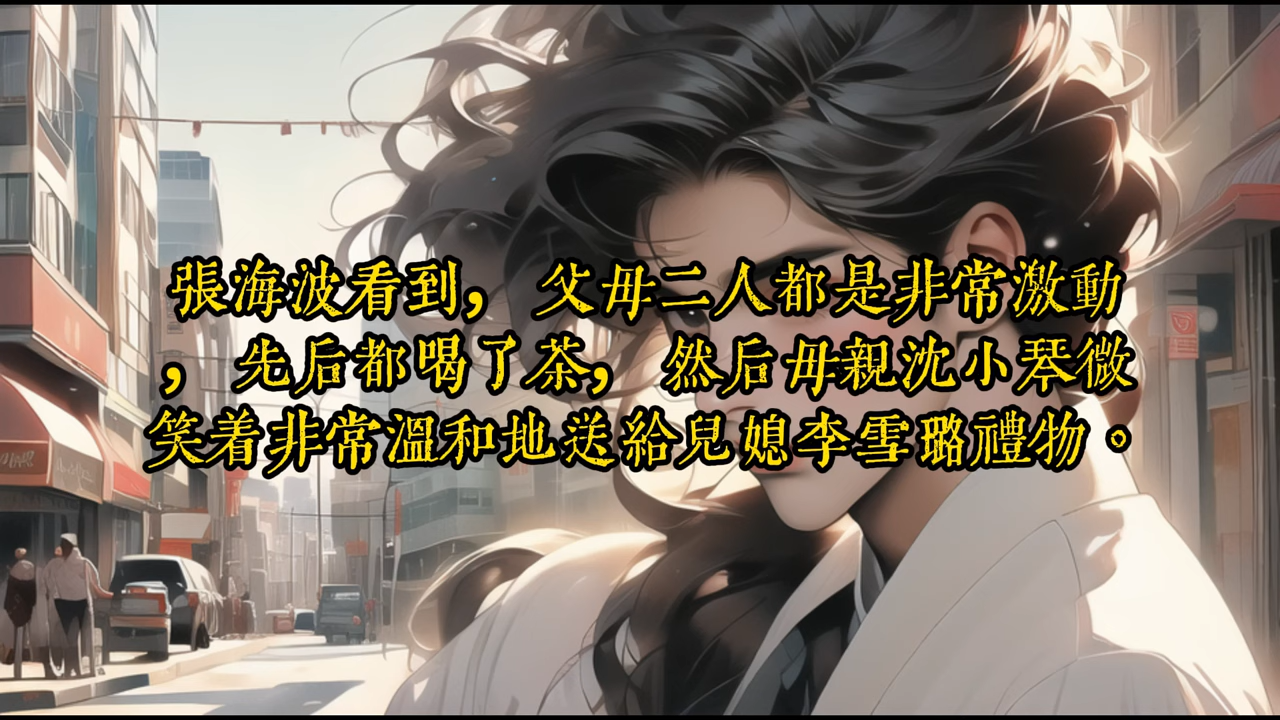 張海波看到， 父母二人都是非常激動
， 先后都喝了茶， 然后母親沈小琴微
笑着非常溫和地送給兒媳李雪璐禮物。